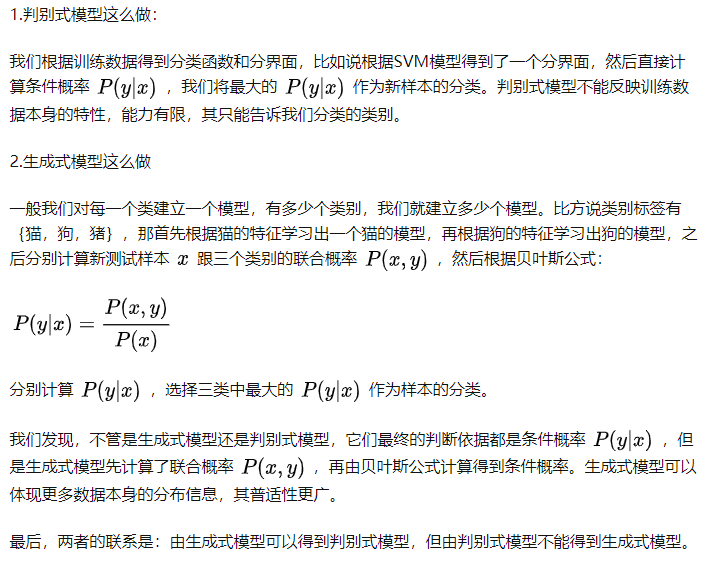 1.判别式模型这么做：
我们根据训练数据得到分类函数和分界面，比如说根据SVM模型得到了一个分界面，然后直接计
算条件概率 P(y|x) ，我们将最大的 P(y|x) 作为新样本的分类。判别式模型不能反映训练数
据本身的特性，能力有限，其只能告诉我们分类的类别。
2.生成式模型这么做
一般我们对每一个类建立一个模型，有多少个类别，我们就建立多少个模型。比方说类别标签有
｛猫，狗，猪｝，那首先根据猫的特征学习出一个猫的模型，再根据狗的特征学习出狗的模型，之
后分别计算新测试样本 x 跟三个类别的联合概率 P(x,y) ，然后根据贝叶斯公式：
P(y|x) = P(x,y) / P(x)
分别计算 P(y|x) ，选择三类中最大的 P(y|x) 作为样本的分类。
我们发现，不管是生成式模型还是判别式模型，它们最终的判断依据都是条件概率 P(y|x) ，但
是生成式模型先计算了联合概率 P(x,y) ，再由贝叶斯公式计算得到条件概率。生成式模型可以
体现更多数据本身的分布信息，其普适性更广。
最后，两者的联系是：由生成式模型可以得到判别式模型，但由判别式模型不能得到生成式模型。